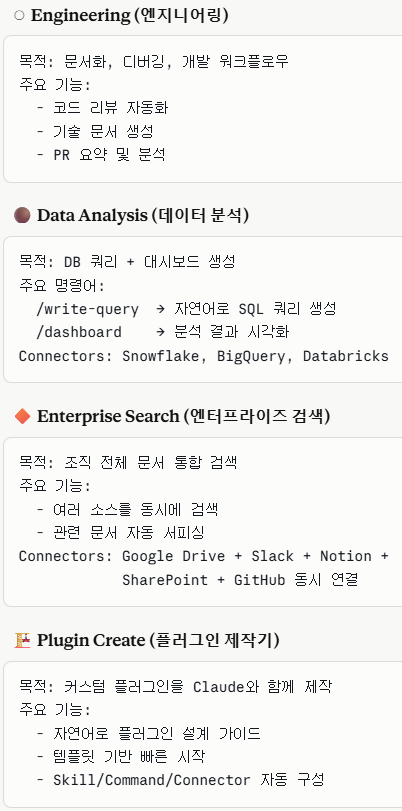 Engineering (엔지니어링)
목적: 문서화, 디버깅, 개발 워크플로우
주요 기능:
- 코드 리뷰 자동화
- 기술 문서 생성
- PR 요약 및 분석
Data Analysis (데이터 분석)
목적: DB 쿼리 + 대시보드 생성
주요 명령어:
/write-query → 자연어로 SQL 쿼리 생성
/dashboard → 분석 결과 시각화
Connectors: Snowflake, BigQuery, Databricks
Enterprise Search (엔터프라이즈 검색)
목적: 조직 전체 문서 통합 검색
주요 기능:
- 여러 소스를 동시에 검색
- 관련 문서 자동 서피싱
Connectors: Google Drive + Slack + Notion +
SharePoint + GitHub 동시 연결
Plugin Create (플러그인 제작기)
목적: 커스텀 플러그인을 Claude와 함께 제작
주요 기능:
- 자연어로 플러그인 설계 가이드
- 템플릿 기반 빠른 시작
- Skill/Command/Connector 자동 구성